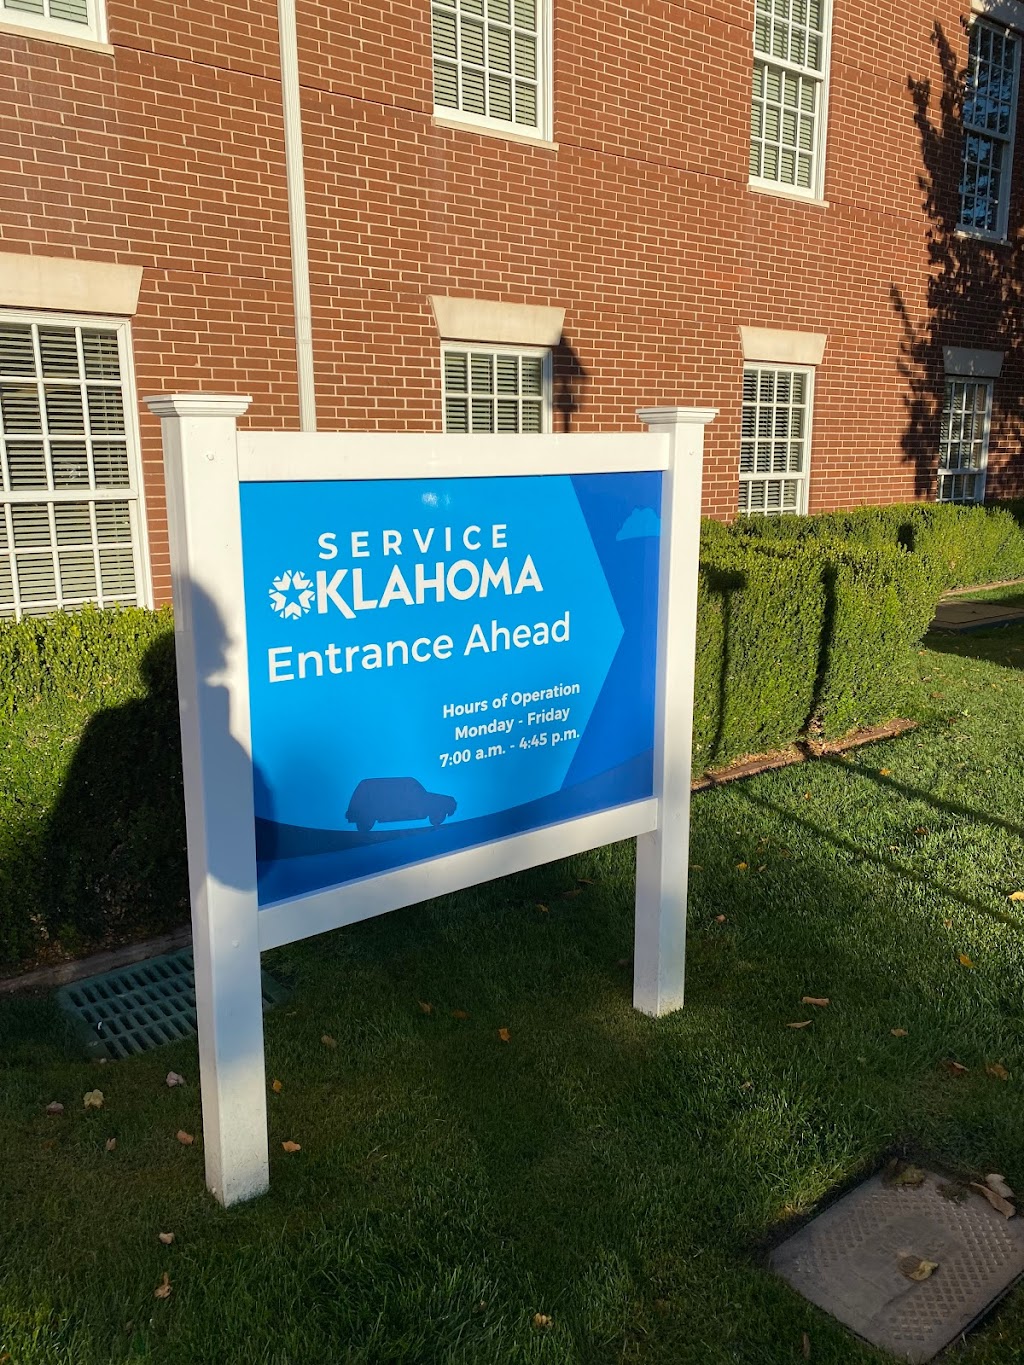 SERVICE
OKLAHOMA
Entrance Ahead
Hours of Operation
Monday - Friday
7:00 a.m. - 4:45 p.m.